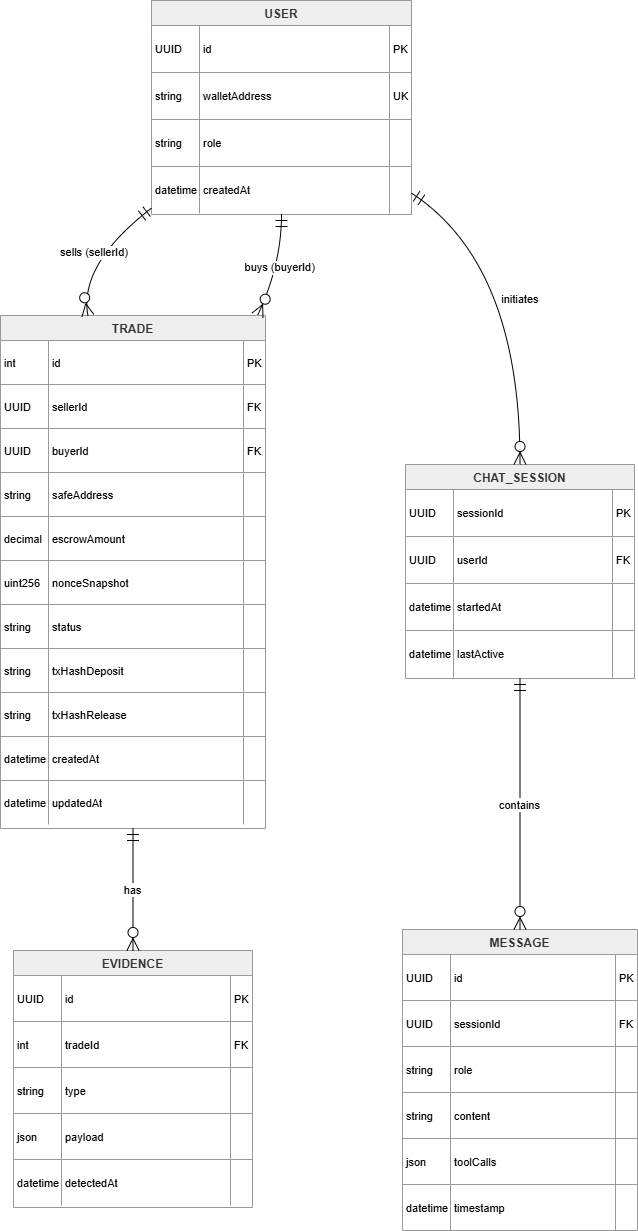 USER
UUID id PK
string walletAddress UK
string role
datetime createdAt
sells (sellerId)
buys (buyerId)
initiates
TRADE
int id PK
UUID sellerId FK
UUID buyerId FK
string safeAddress
decimal escrowAmount
uint256 nonceSnapshot
string status
string txHashDeposit
string txHashRelease
datetime createdAt
datetime updatedAt
CHAT_SESSION
UUID sessionId PK
UUID userId FK
datetime startedAt
datetime lastActive
has
contains
EVIDENCE
UUID id PK
int tradeId FK
string type
json payload
datetime detectedAt
MESSAGE
UUID id PK
UUID sessionId FK
string role
string content
json toolCalls
datetime timestamp